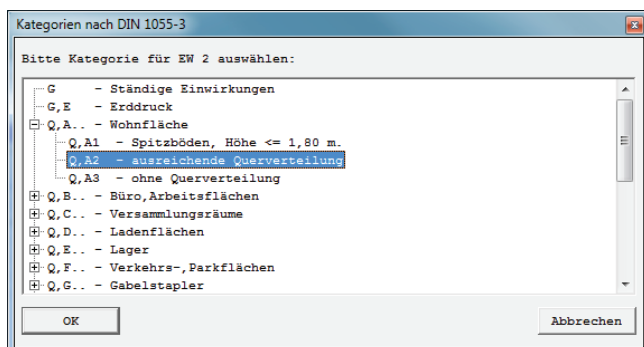 Kategorien nach DIN 1055-3
Bitte Kategorie für EW 2 auswählen:
G - Ständige Einwirkungen
G,E - Erddruck
Q,A.. - Wohnfläche
Q,A1 - Spitzböden, Höhe <= 1,80 m.
Q,A2 - ausreichende Querverteilung
Q,A3 - ohne Querverteilung
Q,B.. - Büro,Arbeitsflächen
Q,C.. - Versammlungsräume
Q,D.. - Ladenflächen
Q,E.. - Lager
Q,F.. - Verkehrs-,Parkflächen
Q,G.. - Gabelstapler
OK Abbrechen